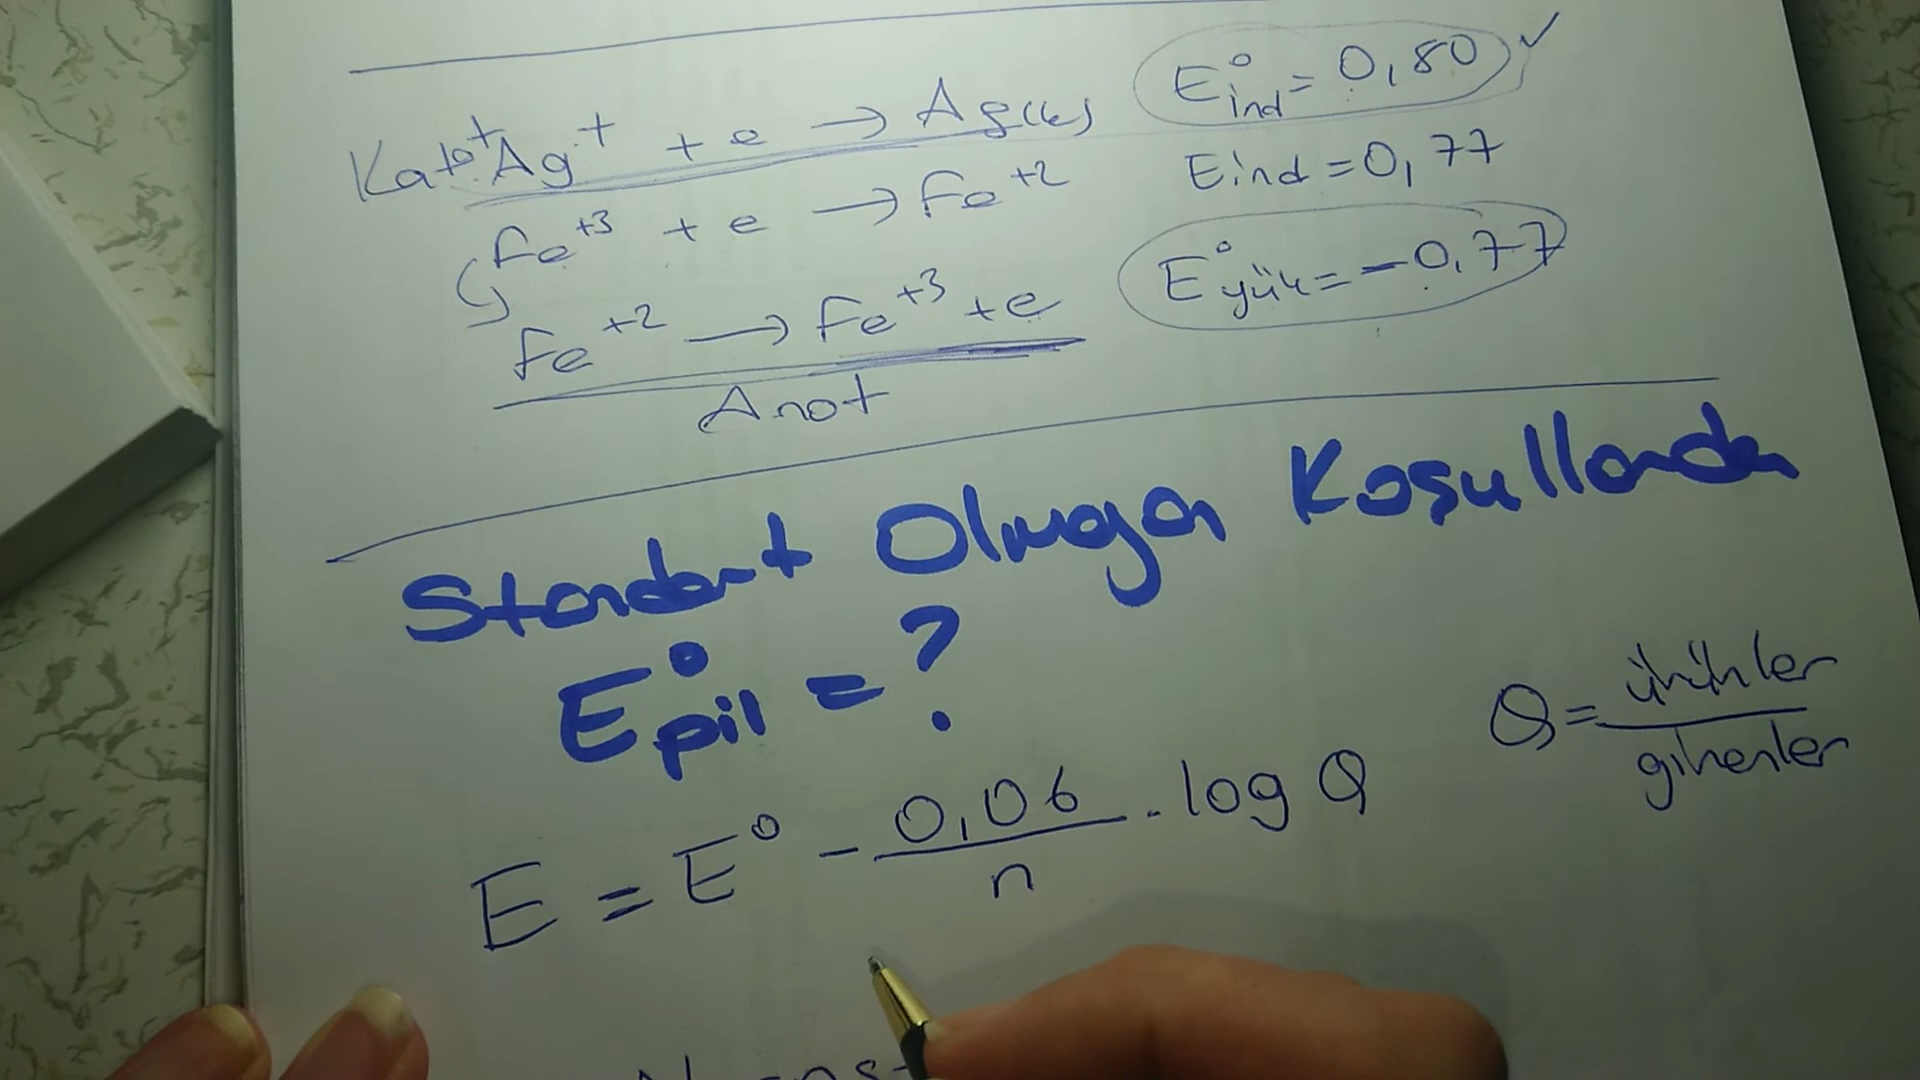 Katot Ag⁺ + e → Ag(k) E°ind = 0,80 ✓
Fe⁺³ + e → Fe⁺² Eind = 0,77
Fe⁺² → Fe⁺³ + e E°yük = -0,77
Anot
Standart Olmayan Koşullarda
E°pil = ?
Q = ürünler / girenler
E = E° - 0,06 / n . log Q